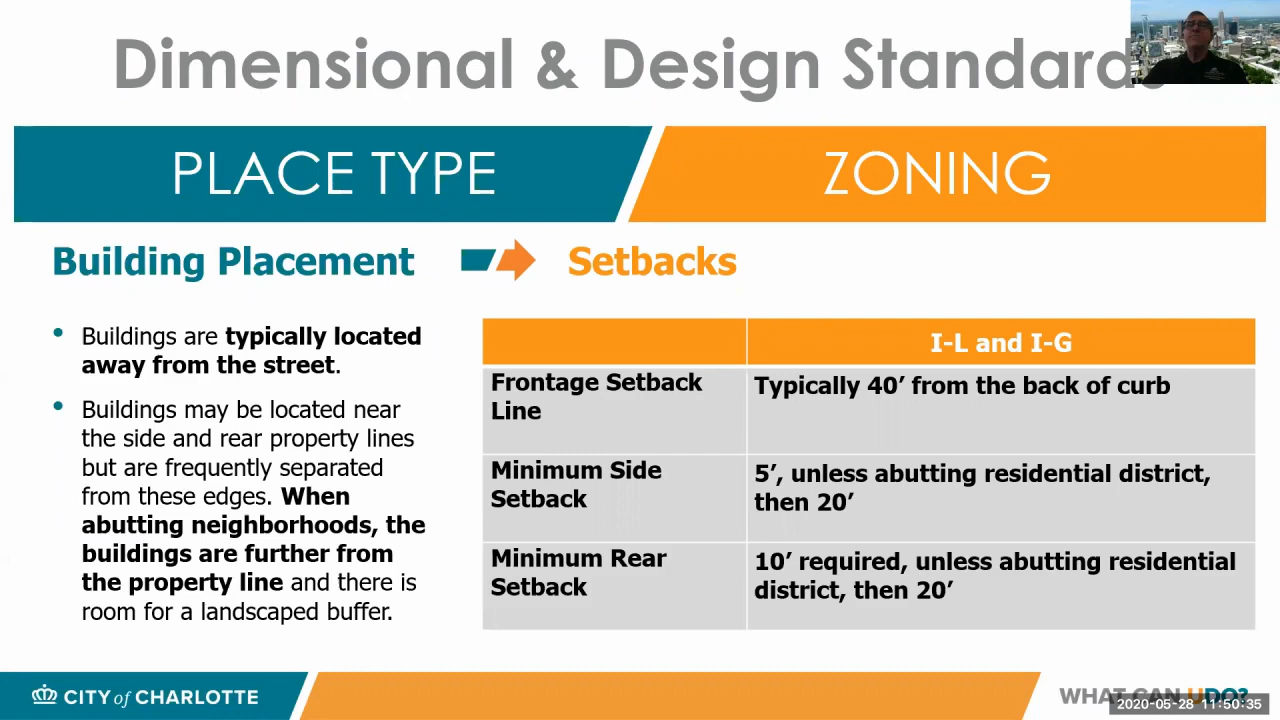 Dimensional & Design Standards
PLACE TYPE
ZONING
Building Placement
Setbacks
• Buildings are typically located
away from the street.
• Buildings may be located near
the side and rear property lines
but are frequently separated
from these edges. When
abutting neighborhoods, the
buildings are further from
the property line and there is
room for a landscaped buffer.
I-L and I-G
Frontage Setback
Line
Typically 40’ from the back of curb
Minimum Side
Setback
5’, unless abutting residential district,
then 20’
Minimum Rear
Setback
10’ required, unless abutting residential
district, then 20’
CITY of CHARLOTTE
WHAT CAN UDO?
2020-05-28 11:50:35